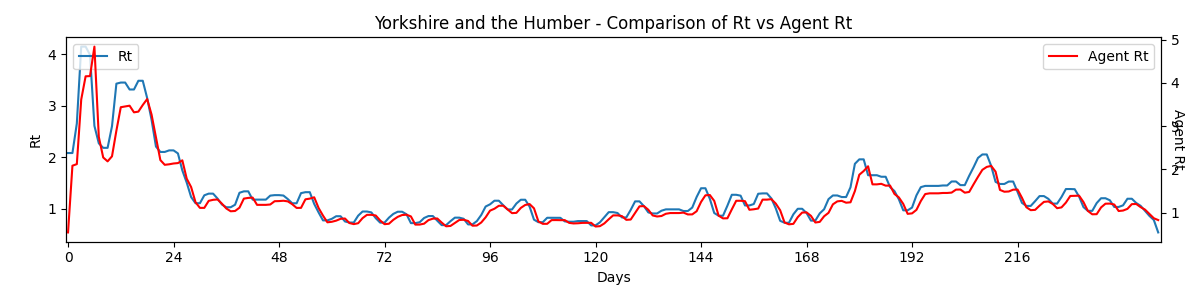 Yorkshire and the Humber - Comparison of Rt vs Agent Rt
Rt
Agent Rt
4
3
2
1
Rt
5
4
3
2
1
Agent Rt
0 24 48 72 96 120 144 168 192 216
Days